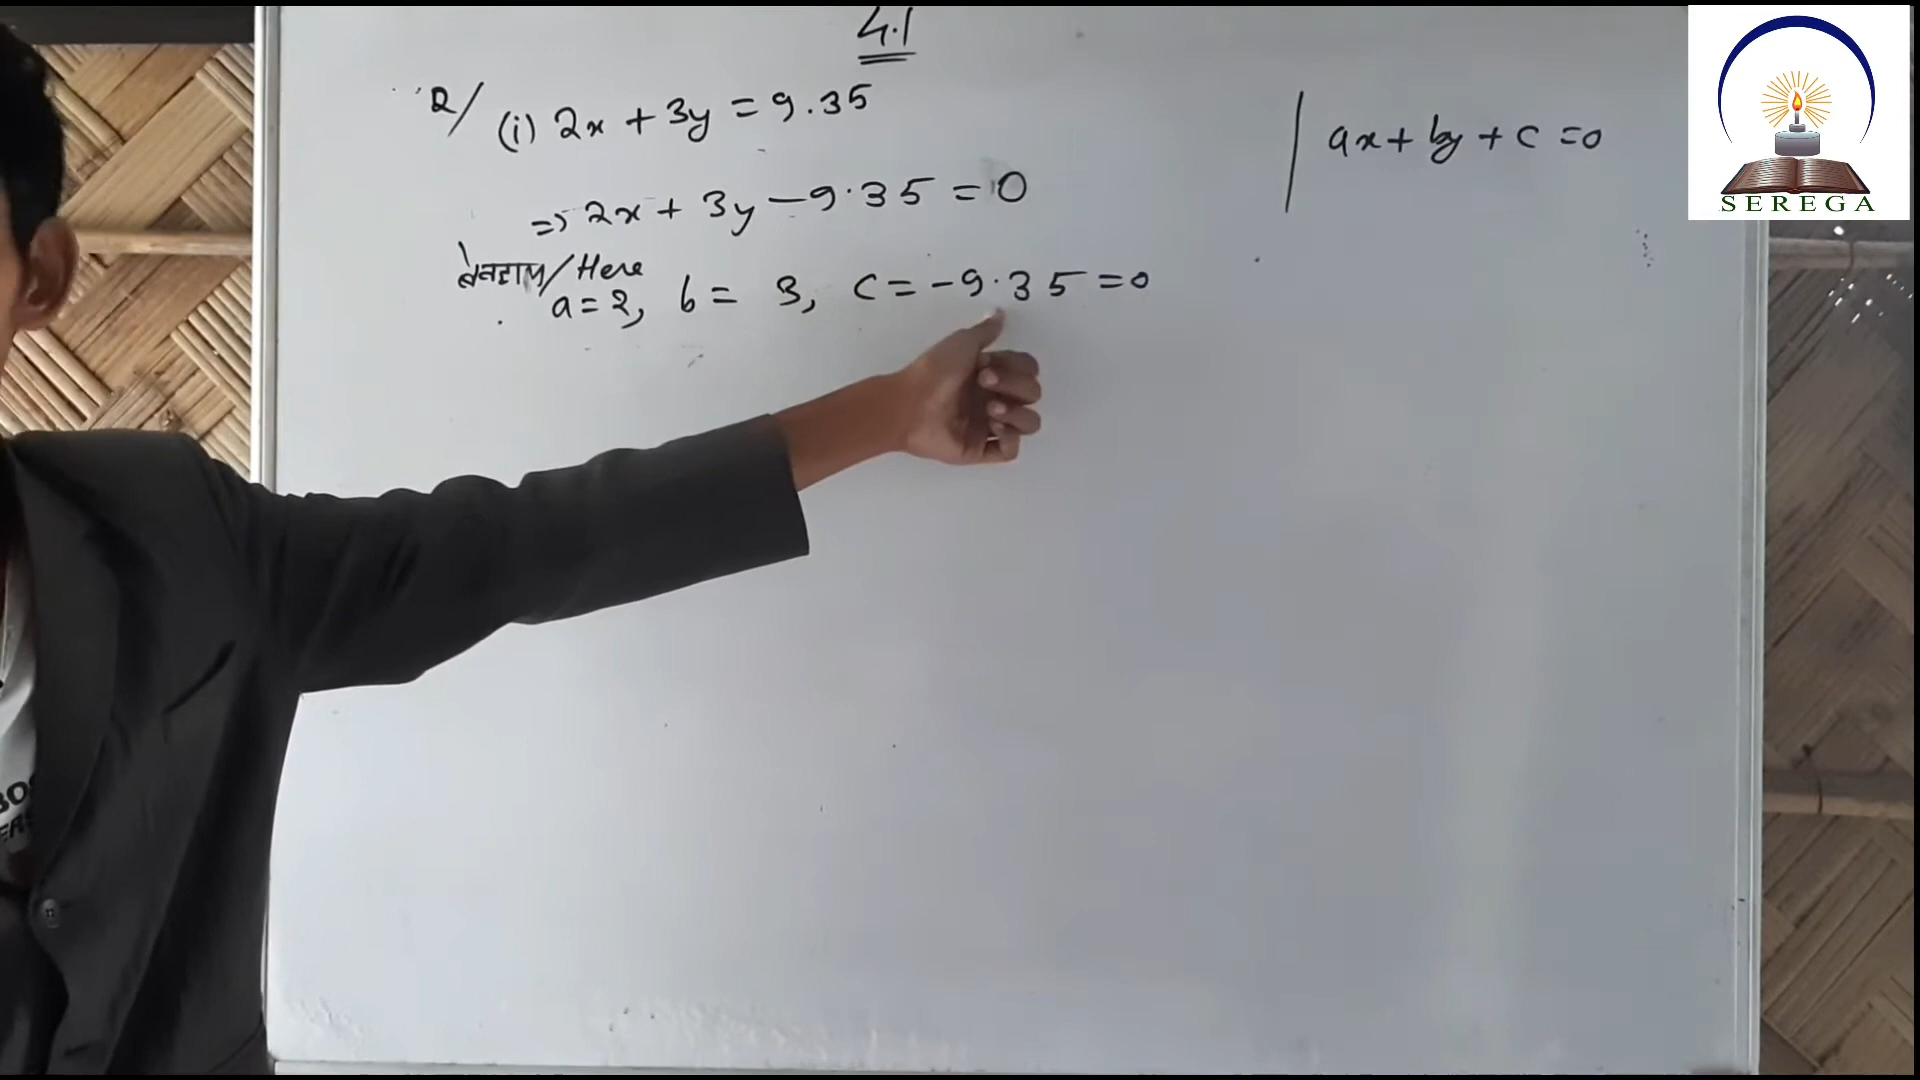 4.1
2/ (i) 2x + 3y = 9.35
ax + by + c = 0
=> 2x + 3y - 9.35 = 0
/ Here
a = 2, b = 3, c = -9.35 = 0
SEREGA